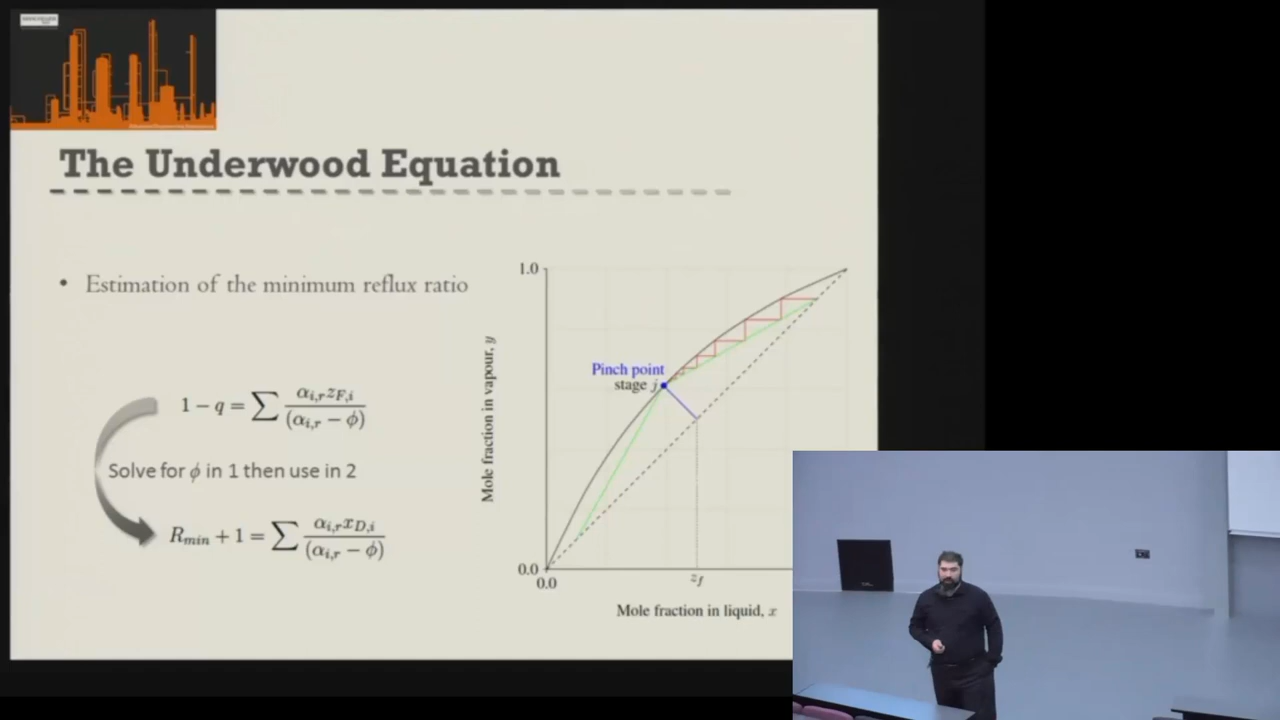 The Underwood Equation
• Estimation of the minimum reflux ratio
1 − q = ∑ α_{i,r} z_{F,i} / (α_{i,r} − ϕ)
Solve for ϕ in 1 then use in 2
R_{min} + 1 = ∑ α_{i,r} x_{D,i} / (α_{i,r} − ϕ)
1.0
Pinch point
stage j
Mole fraction in vapour, y
0.0
0.0
z_f
Mole fraction in liquid, x